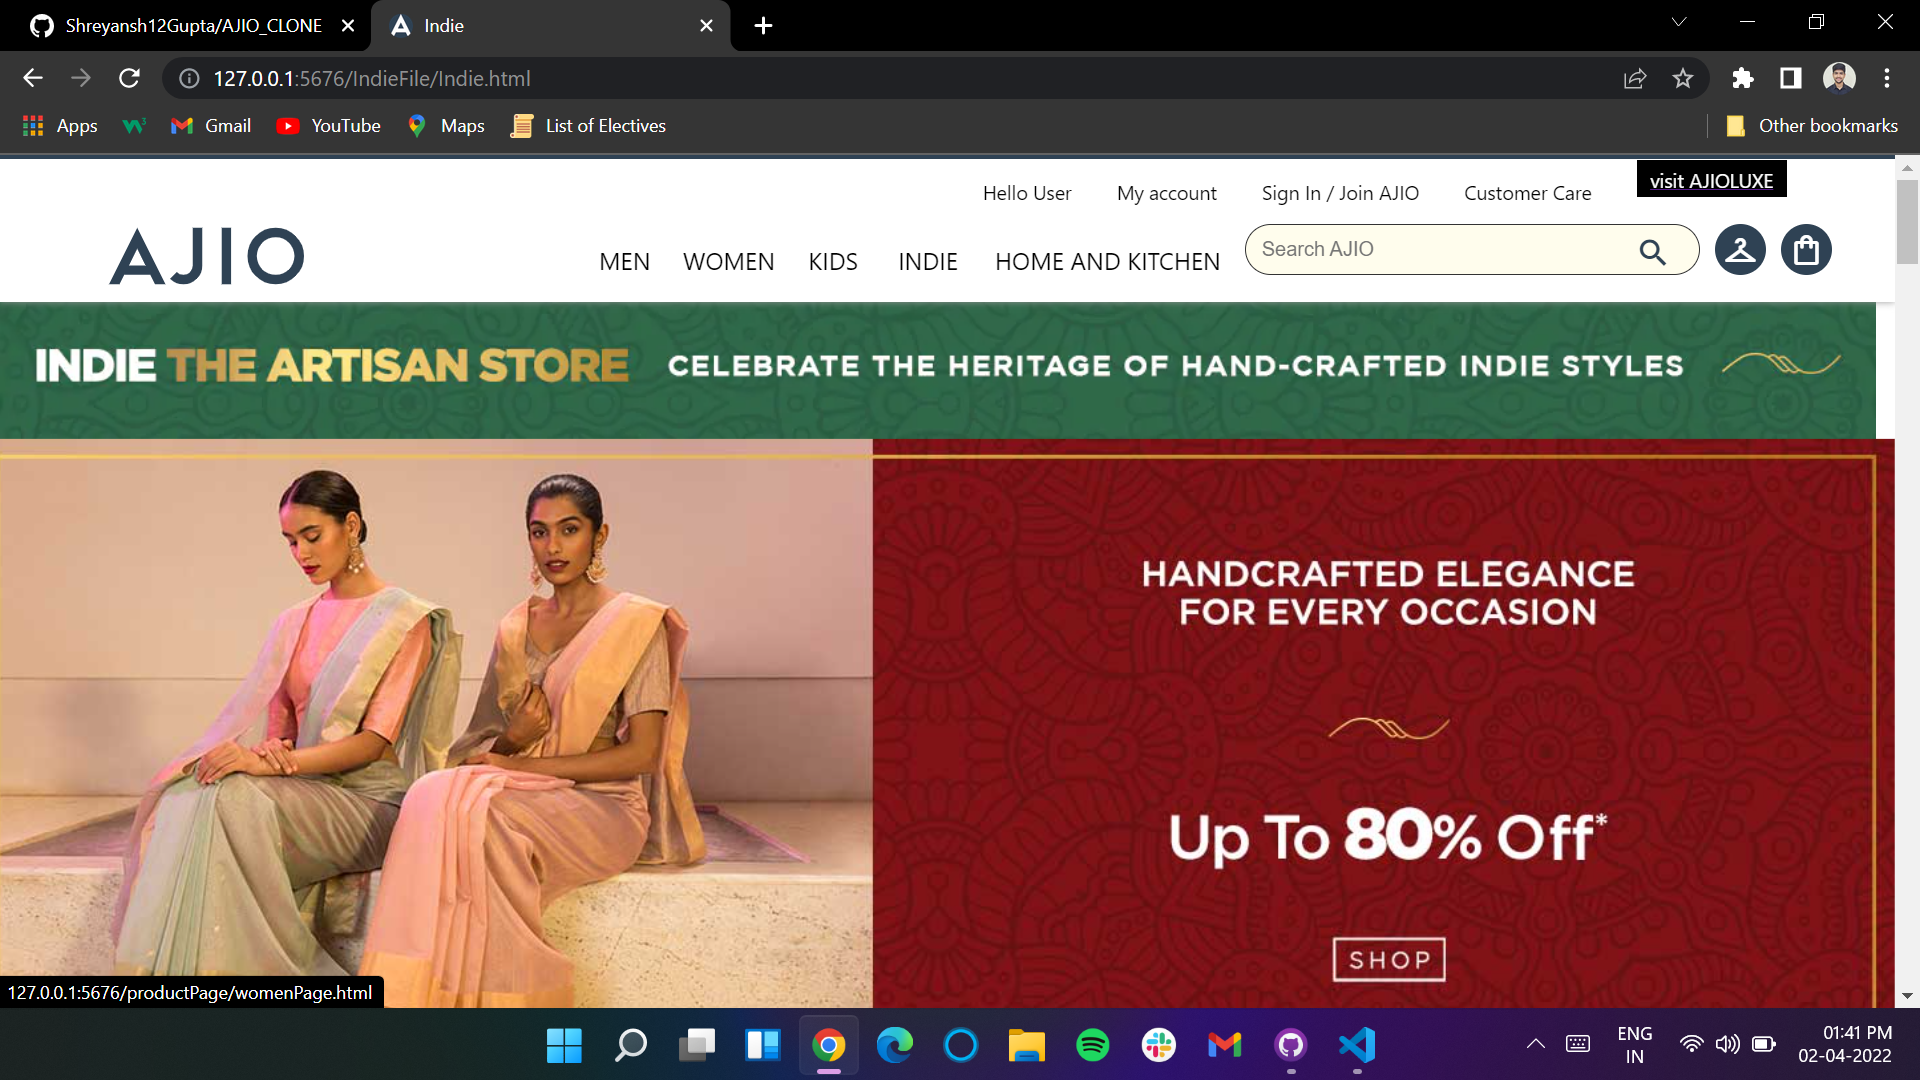 Shreyansh12Gupta/AJIO_CLONE
Indie
127.0.0.1:5676/IndieFile/Indie.html
Apps
Gmail
YouTube
Maps
List of Electives
Other bookmarks
Hello User
My account
Sign In / Join AJIO
Customer Care
visit AJIOLUXE
AJIO
MEN
WOMEN
KIDS
INDIE
HOME AND KITCHEN
Search AJIO
INDIE THE ARTISAN STORE
CELEBRATE THE HERITAGE OF HAND-CRAFTED INDIE STYLES
HANDCRAFTED ELEGANCE
FOR EVERY OCCASION
Up To 80% Off*
SHOP
127.0.0.1:5676/productPage/womenPage.html
ENG
IN
01:41 PM
02-04-2022